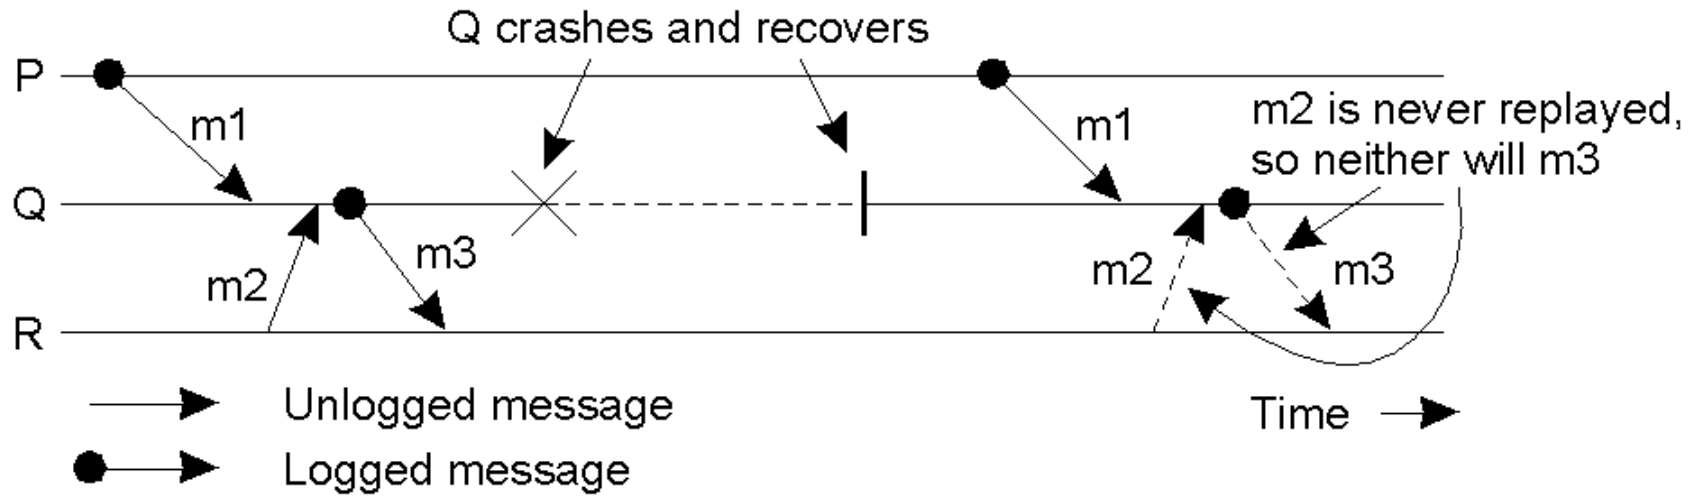 Q crashes and recovers
P
m1
m1
m2 is never replayed,
so neither will m3
Q
m3
m2
m2
m3
R
Unlogged message
Time
Logged message